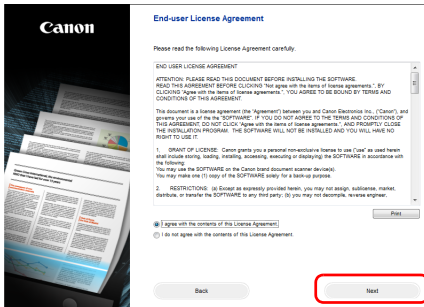 Canon
End-user License Agreement
Please read the following License Agreement carefully.
END USER LICENSE AGREEMENT
ATTENTION: PLEASE READ THIS DOCUMENT BEFORE INSTALLING THE SOFTWARE.
READ THIS AGREEMENT BEFORE CLICKING "Not agree with the items of license agreements.", BY
CLICKING "Agree with the items of license agreements.", YOU AGREE TO BE BOUND BY TERMS AND
CONDITIONS OF THIS AGREEMENT.
This document is a license agreement (the "Agreement") between you and Canon Electronics Inc., ("Canon"), and
governs your use of the the "SOFTWARE". IF YOU DO NOT AGREE TO THE TERMS AND CONDITIONS OF
THIS AGREEMENT, DO NOT CLICK "Agree with the items of license agreements.", AND PROMPTLY CLOSE
THE INSTALLATION PROGRAM. THE SOFTWARE WILL NOT BE INSTALLED AND YOU WILL HAVE NO
RIGHT TO USE IT.
1. GRANT OF LICENSE: Canon grants you a personal non-exclusive license to use ("use" as used herein
shall include storing, loading, installing, accessing, executing or displaying) the SOFTWARE in accordance with
the following:
You may use the SOFTWARE on the Canon brand document scanner device(s).
You may make one (1) copy of the SOFTWARE solely for a back-up purpose.
2. RESTRICTIONS: (a) Except as expressly provided herein, you may not assign, sublicense, market,
distribute, or transfer the SOFTWARE to any third party; (b) you may not decompile, reverse engineer,
Print
I agree with the contents of this License Agreement.
I do not agree with the contents of this License Agreement.
Back
Next